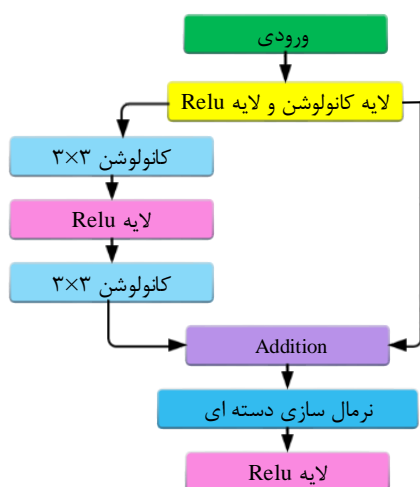 ورودی
لایه کانولوشن و لایه Relu
کانولوشن ۳×۳
لایه Relu
کانولوشن ۳×۳
Addition
نرمال سازی دسته ای
لایه Relu